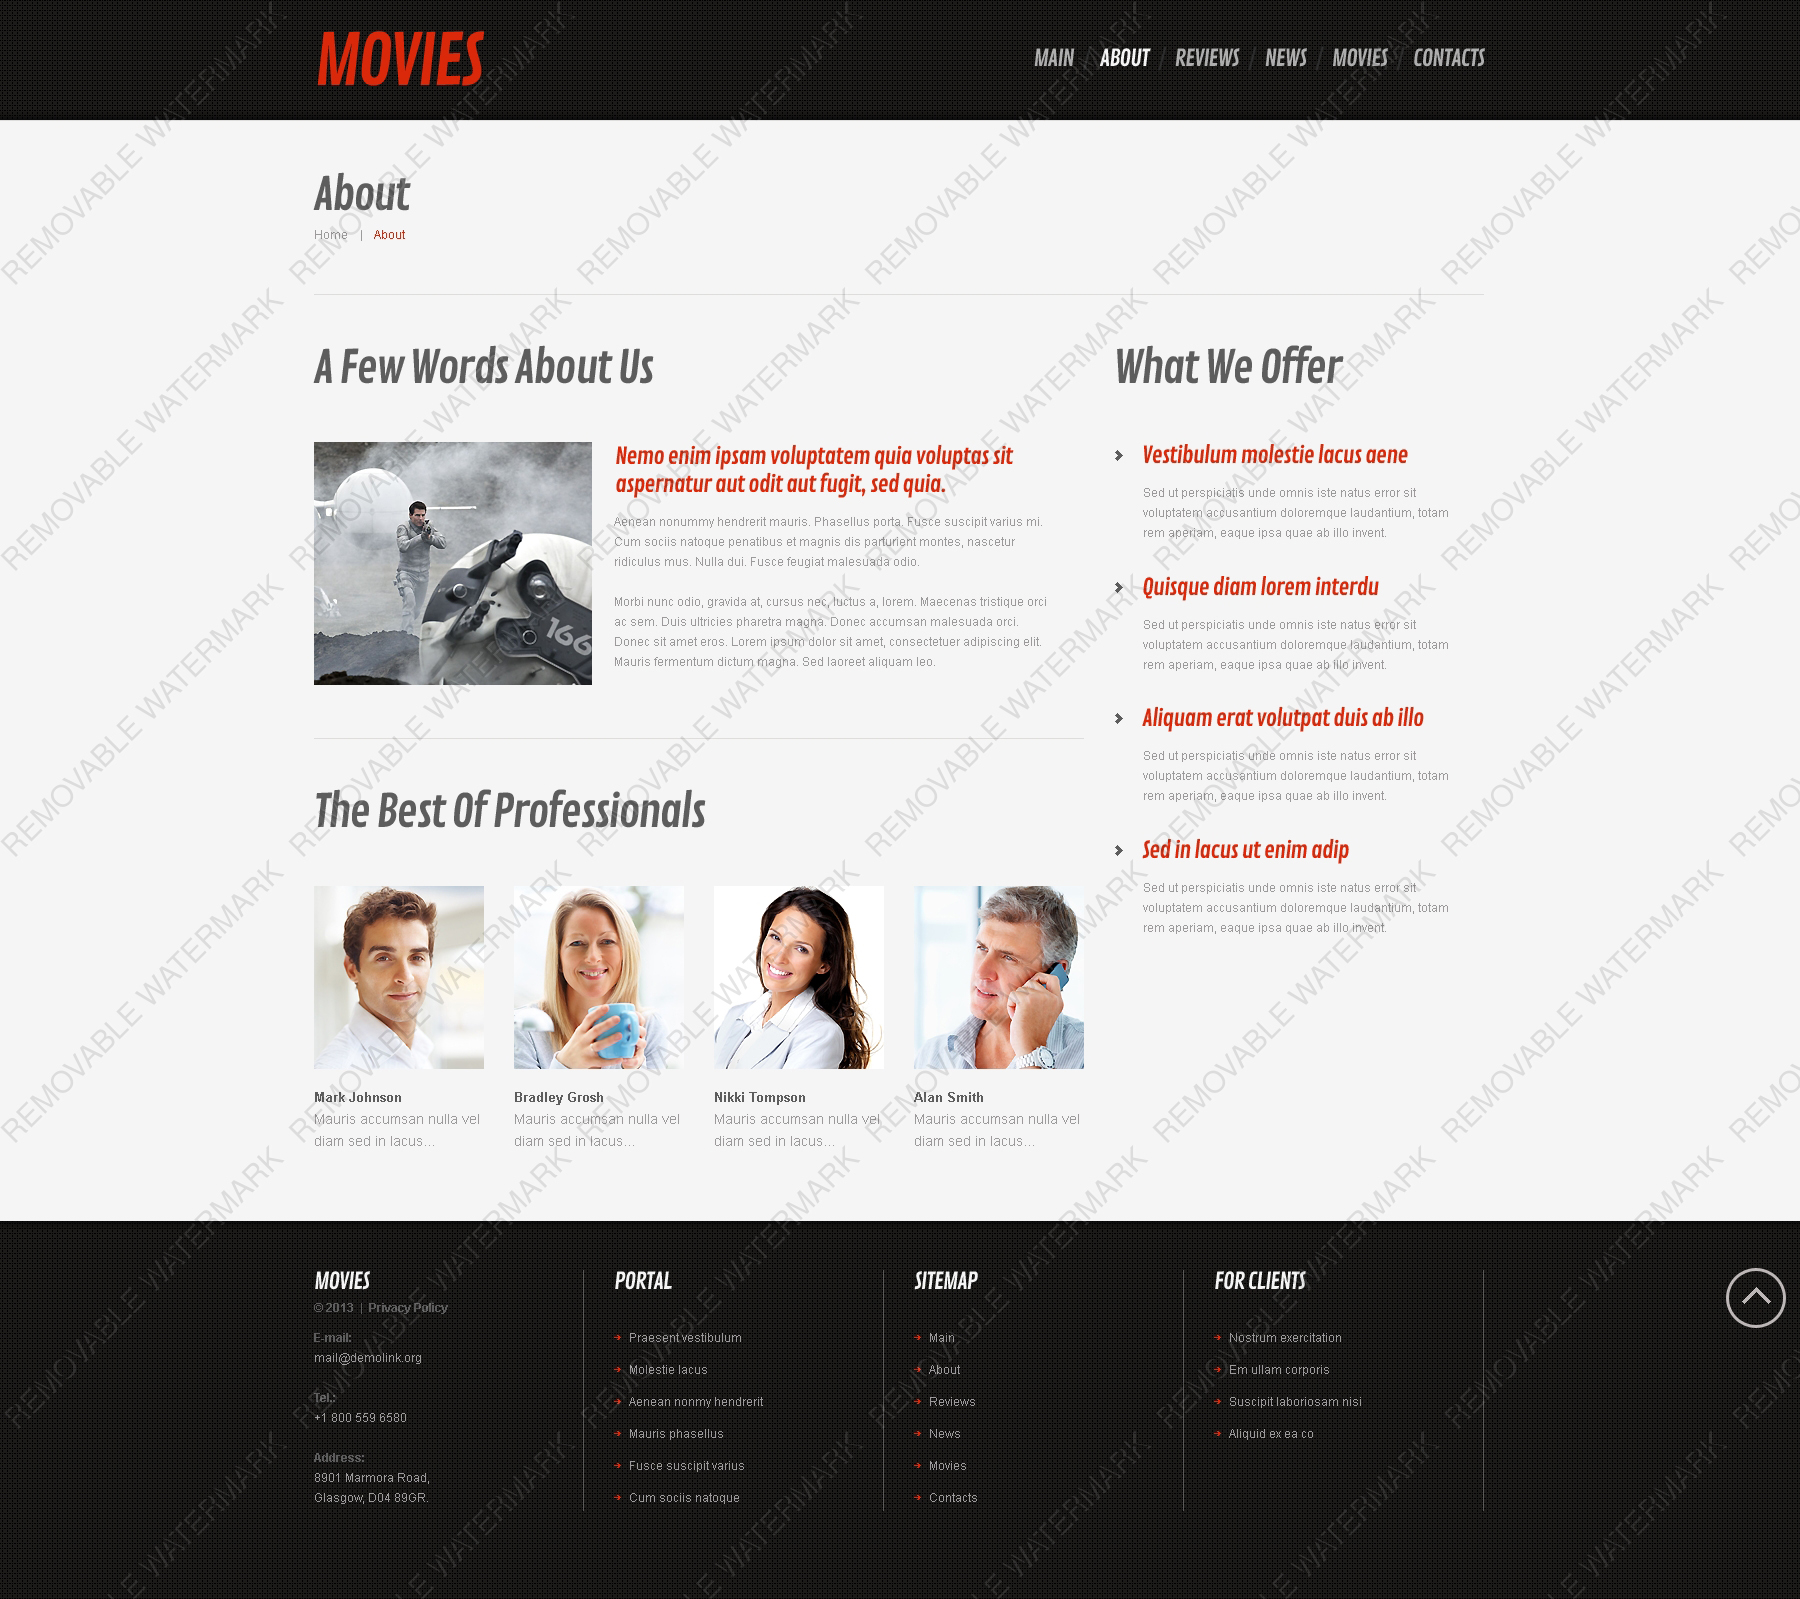 MOVIES
MAIN / ABOUT / REVIEWS / NEWS / MOVIES / CONTACTS
About
Home | About
A Few Words About Us
Nemo enim ipsam voluptatem quia voluptas sit
aspernatur aut odit aut fugit, sed quia.
Aenean nonummy hendrerit mauris. Phasellus porta. Fusce suscipit varius mi.
Cum sociis natoque penatibus et magnis dis parturient montes, nascetur
ridiculus mus. Nulla dui. Fusce feugiat malesuada odio.
Morbi nunc odio, gravida at, cursus nec, luctus a, lorem. Maecenas tristique orci
ac sem. Duis ultricies pharetra magna. Donec accumsan malesuada orci.
Donec sit amet eros. Lorem ipsum dolor sit amet, consectetuer adipiscing elit.
Mauris fermentum dictum magna. Sed laoreet aliquam leo.
166
What We Offer
Vestibulum molestie lacus aene
Sed ut perspiciatis unde omnis iste natus error sit
voluptatem accusantium doloremque laudantium, totam
rem aperiam, eaque ipsa quae ab illo invent.
Quisque diam lorem interdu
Sed ut perspiciatis unde omnis iste natus error sit
voluptatem accusantium doloremque laudantium, totam
rem aperiam, eaque ipsa quae ab illo invent.
Aliquam erat volutpat duis ab illo
Sed ut perspiciatis unde omnis iste natus error sit
voluptatem accusantium doloremque laudantium, totam
rem aperiam, eaque ipsa quae ab illo invent.
Sed in lacus ut enim adip
Sed ut perspiciatis unde omnis iste natus error sit
voluptatem accusantium doloremque laudantium, totam
rem aperiam, eaque ipsa quae ab illo invent.
The Best Of Professionals
Mark Johnson
Mauris accumsan nulla vel
diam sed in lacus...
Bradley Grosh
Mauris accumsan nulla vel
diam sed in lacus...
Nikki Tompson
Mauris accumsan nulla vel
diam sed in lacus...
Alan Smith
Mauris accumsan nulla vel
diam sed in lacus...
MOVIES
© 2013 | Privacy Policy
E-mail:
mail@demolink.org
Tel.:
+1 800 559 6580
Address:
8901 Marmora Road,
Glasgow, D04 89GR.
PORTAL
Praesent vestibulum
Molestie lacus
Aenean nonmy hendrerit
Mauris phasellus
Fusce suscipit varius
Cum sociis natoque
SITEMAP
Main
About
Reviews
News
Movies
Contacts
FOR CLIENTS
Nostrum exercitation
Em ullam corporis
Suscipit laboriosam nisi
Aliquid ex ea co
REMOVABLE WATERMARK